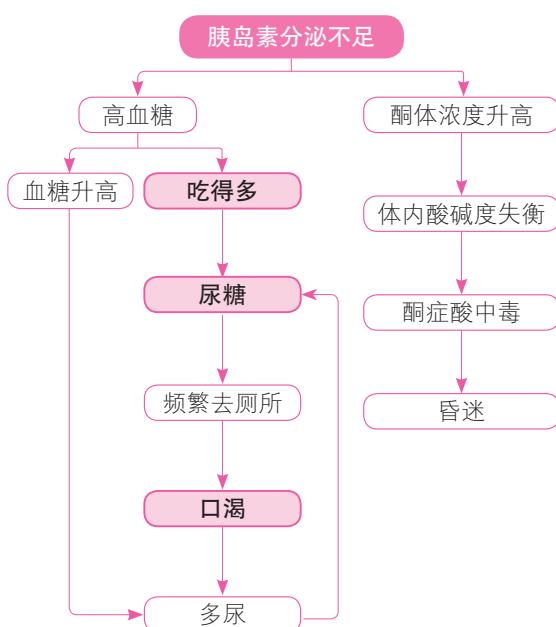 胰岛素分泌不足
高血糖
酮体浓度升高
血糖升高
吃得多
体内酸碱度失衡
尿糖
酮症酸中毒
频繁去厕所
昏迷
口渴
多尿